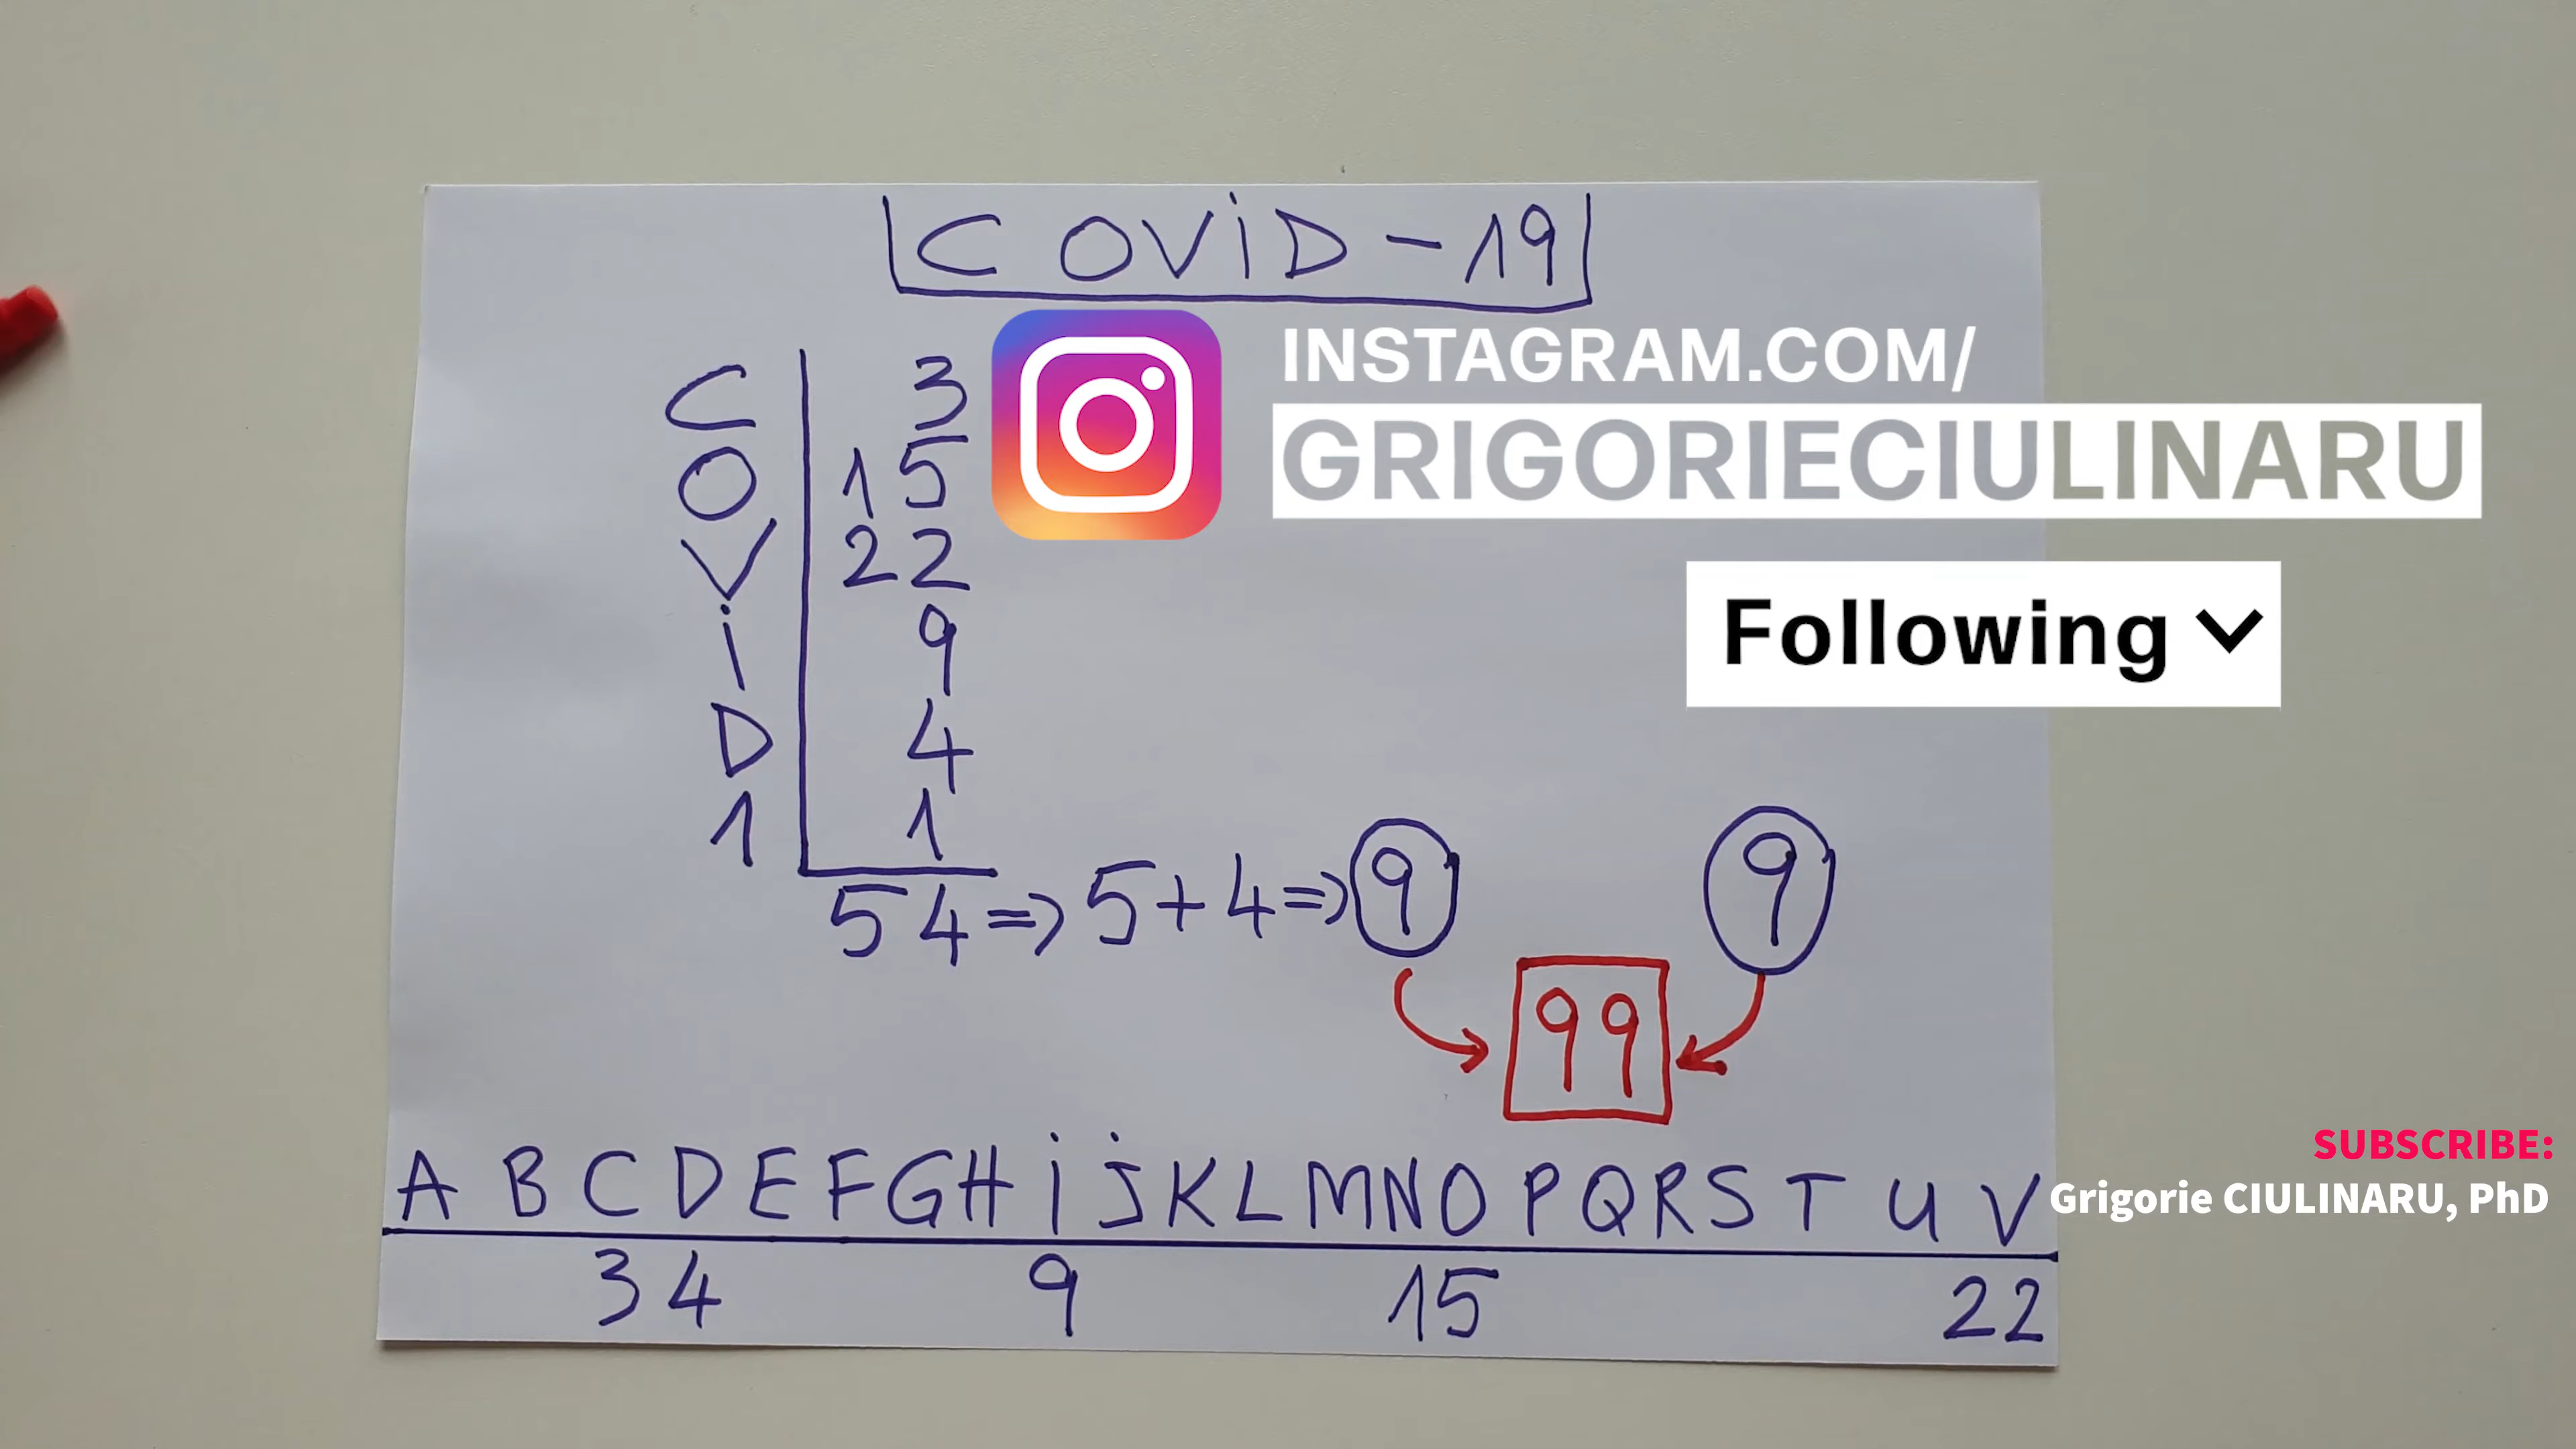 COViD-19
INSTAGRAM.COM/
GRIGORIECIULINARU
Following
C 3
O 15
V 22
i 9
D 4
1 1
54 => 5+4 => 9 9
99
SUBSCRIBE:
Grigorie CIULINARU, PhD
A B C D E F G H i j K L M N O P Q R S T U V
3 4 9 15 22